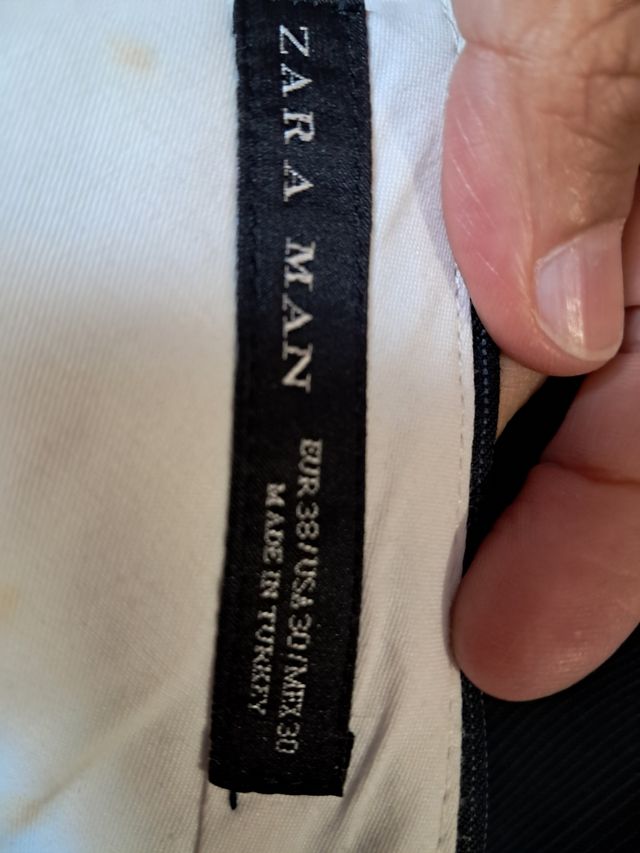 ZARA MAN
EUR 38/USA 30/MEX 30
MADE IN TURKEY